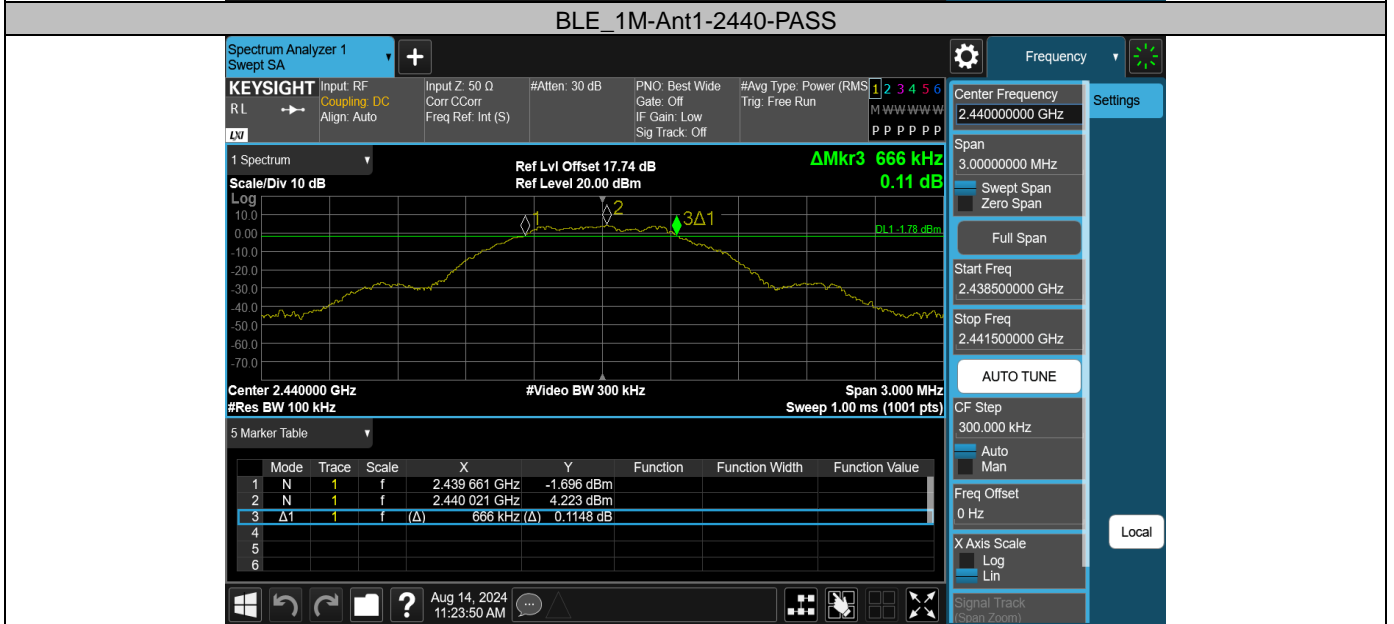 BLE_1M-Ant1-2440-PASS
Spectrum Analyzer 1
Swept SA
+
Frequency
KEYSIGHT Input: RF Input Z: 50 Ω #Atten: 30 dB PNO: Best Wide #Avg Type: Power (RMS 1 2 3 4 5 6
RL Coupling: DC Corr CCorr Gate: Off Trig: Free Run
Align: Auto Freq Ref: Int (S) IF Gain: Low M W W W W W
LXI Sig Track: Off P P P P P P
Center Frequency
2.440000000 GHz
Settings
Span
3.00000000 MHz
Swept Span
Zero Span
Full Span
Start Freq
2.438500000 GHz
Stop Freq
2.441500000 GHz
AUTO TUNE
CF Step
300.000 kHz
Auto
Man
Freq Offset
0 Hz
X Axis Scale
Log
Lin
Signal Track
(Span Zoom)
Local
1 Spectrum
Ref Lvl Offset 17.74 dB
ΔMkr3 666 kHz
Scale/Div 10 dB
Ref Level 20.00 dBm
0.11 dB
Log
10.0
0.00
-10.0
-20.0
-30.0
-40.0
-50.0
-60.0
-70.0
1
2
3Δ1
DL1 -1.78 dBm
Center 2.440000 GHz #Video BW 300 kHz Span 3.000 MHz
#Res BW 100 kHz Sweep 1.00 ms (1001 pts)
5 Marker Table
Mode Trace Scale X Y Function Function Width Function Value
1 N 1 f 2.439 661 GHz -1.696 dBm
2 N 1 f 2.440 021 GHz 4.223 dBm
3 Δ1 1 f (Δ) 666 kHz (Δ) 0.1148 dB
4
5
6
?
Aug 14, 2024
11:23:50 AM